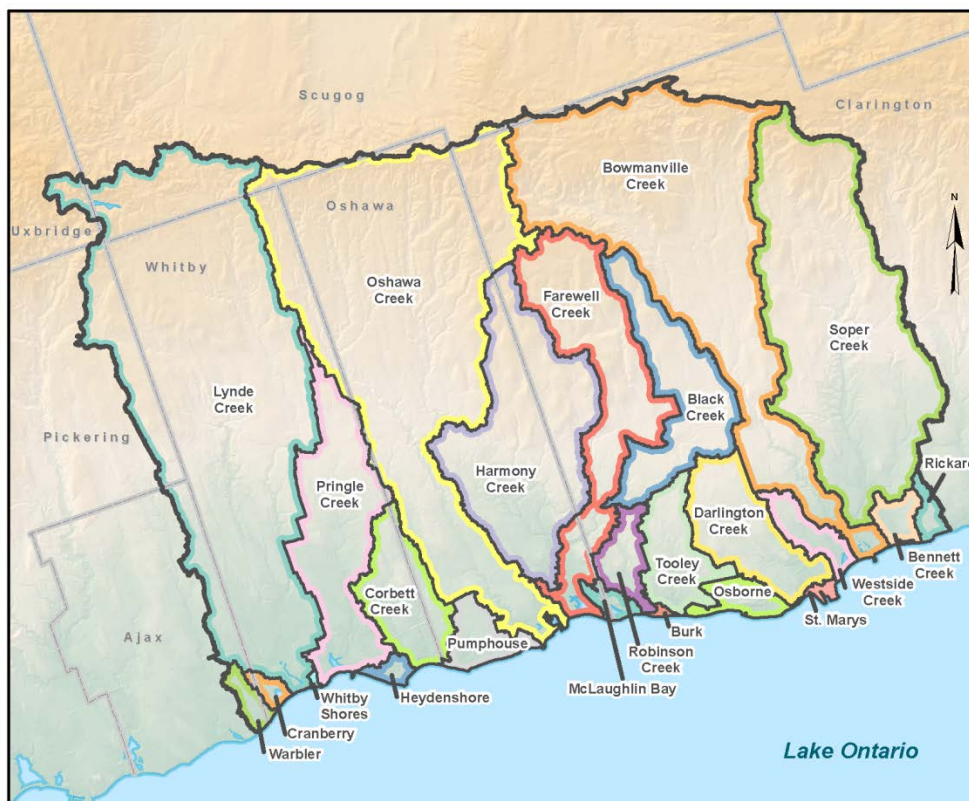 Scugog
Clarington
Bowmanville
Creek
N
Oshawa
Uxbridge
Whitby
Oshawa
Creek
Farewell
Creek
Soper
Creek
Lynde
Creek
Black
Creek
Pickering
Harmony
Creek
Rickard
Pringle
Creek
Darlington
Creek
Bennett
Creek
Corbett
Creek
Tooley
Creek
Osborne
Westside
Creek
St. Marys
Ajax
Pumphouse
Burk
Robinson
Creek
McLaughlin Bay
Whitby
Shores
Heydenshore
Cranberry
Warbler
Lake Ontario